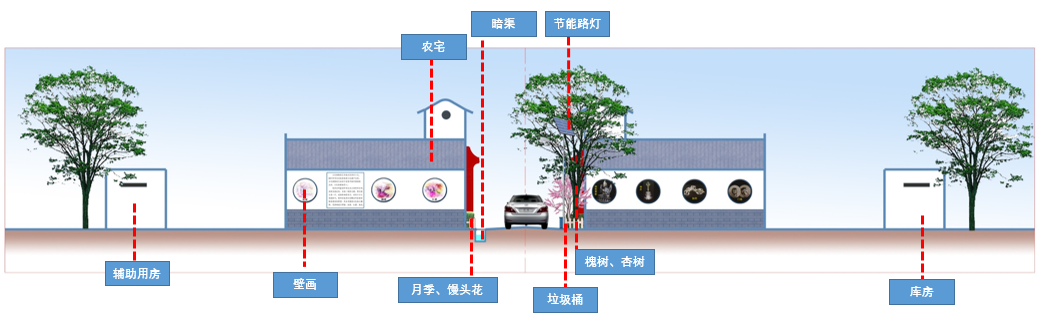 暗渠
节能路灯
农宅
辅助用房
壁画
月季、馒头花
槐树、杏树
垃圾桶
库房